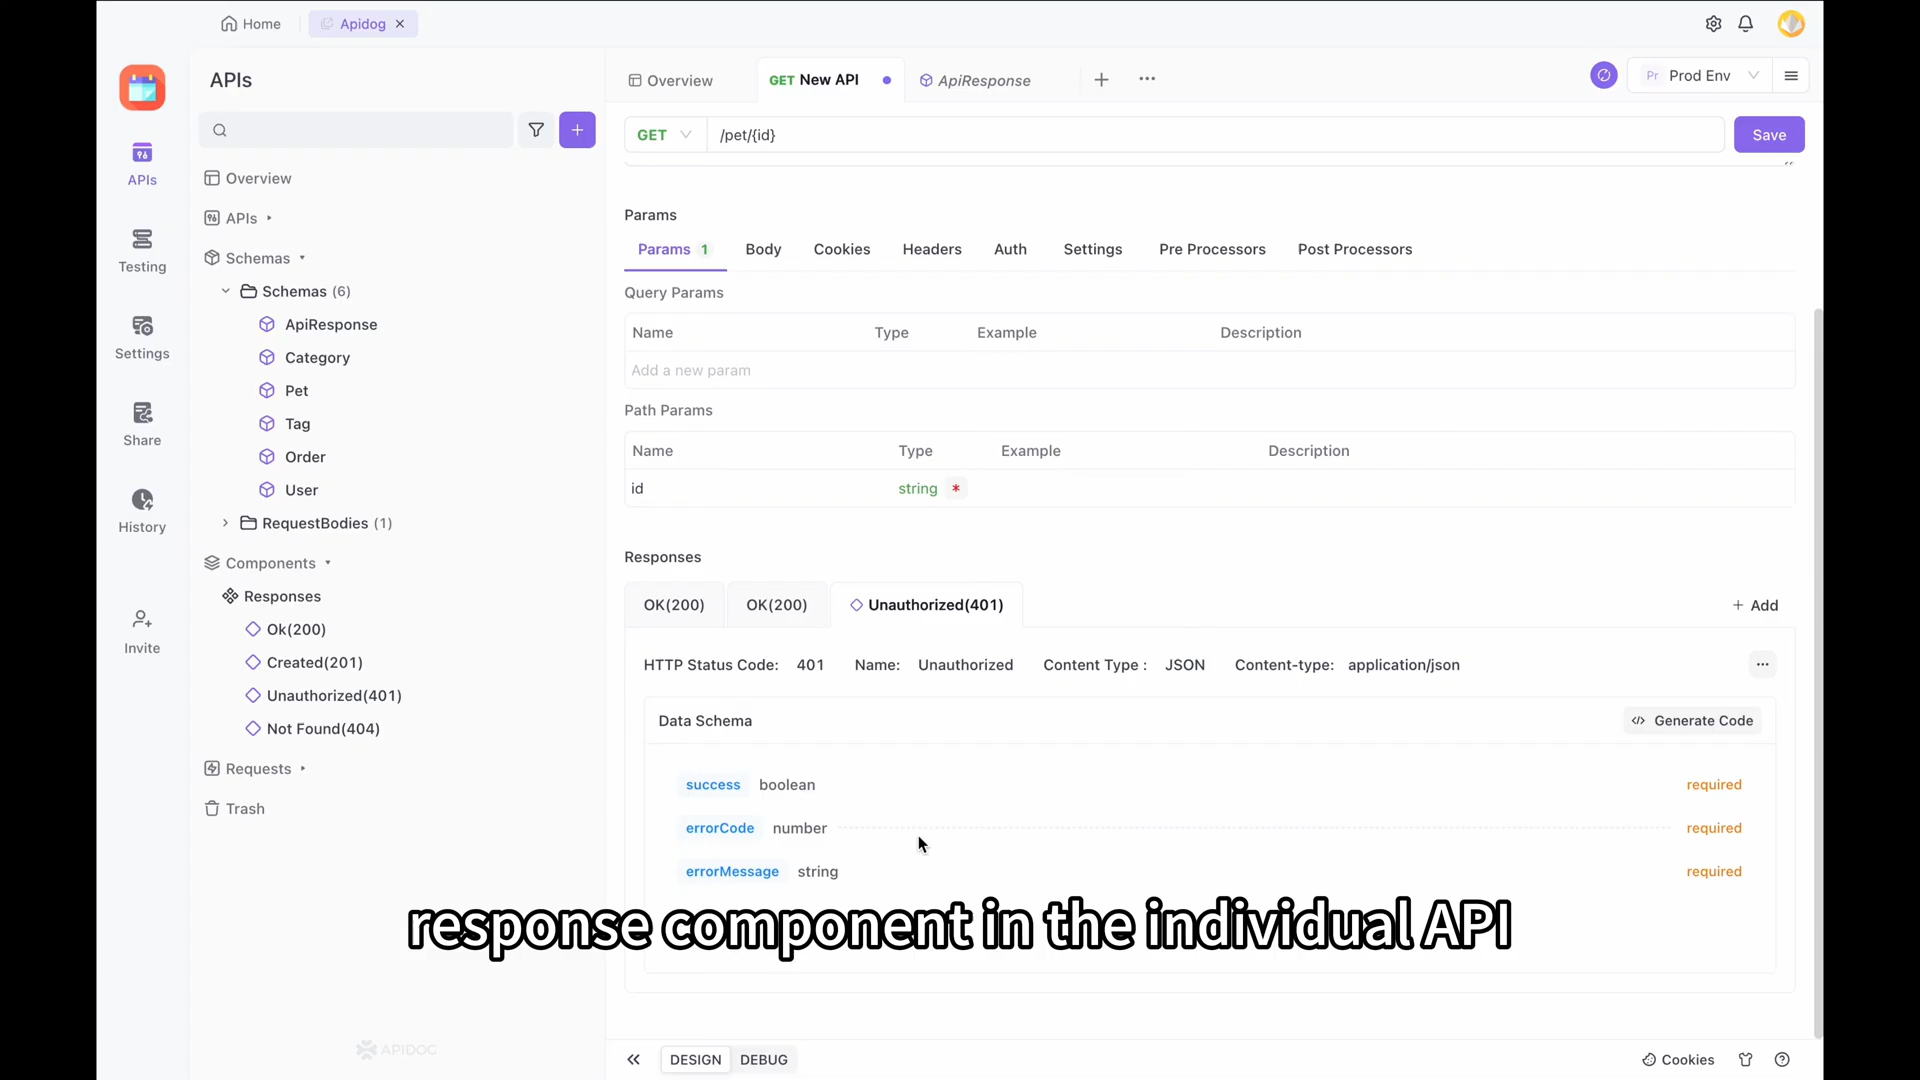 Home
Apidog
APIs
Overview
GET New API
ApiResponse
Pr Prod Env
GET
/pet/{id}
Save
APIs
Testing
Settings
Share
History
Invite
Overview
APIs
Schemas
Schemas (6)
ApiResponse
Category
Pet
Tag
Order
User
RequestBodies (1)
Components
Responses
Ok(200)
Created(201)
Unauthorized(401)
Not Found(404)
Requests
Trash
APIDOG
Params
Params 1 Body Cookies Headers Auth Settings Pre Processors Post Processors
Query Params
Name Type Example Description
Add a new param
Path Params
Name Type Example Description
id string *
Responses
OK(200) OK(200) Unauthorized(401) + Add
HTTP Status Code: 401 Name: Unauthorized Content Type : JSON Content-type: application/json
Data Schema Generate Code
success boolean required
errorCode number required
errorMessage string required
response component in the individual API
DESIGN DEBUG Cookies